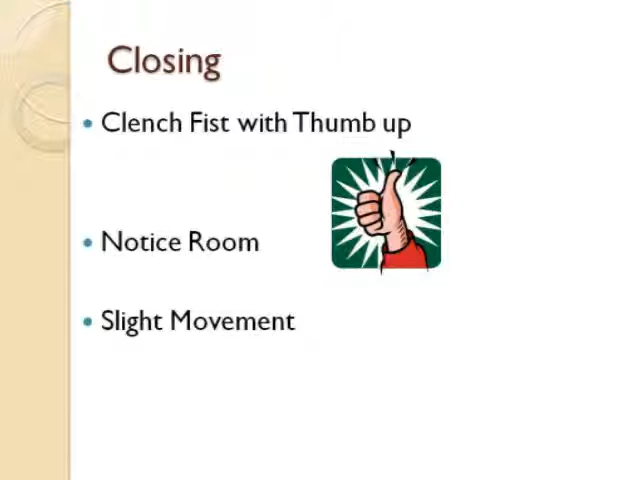 Closing
• Clench Fist with Thumb up
• Notice Room
• Slight Movement